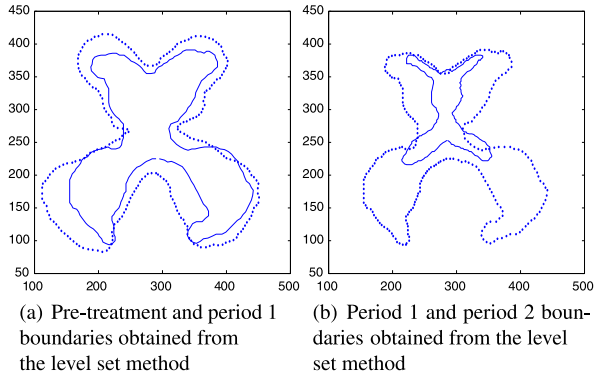 450
400
350
300
250
200
150
100
50
100 200 300 400 500
450
400
350
300
250
200
150
100
50
100 200 300 400 500
(a) Pre-treatment and period 1
boundaries obtained from
the level set method
(b) Period 1 and period 2 boun-
daries obtained from the level
set method